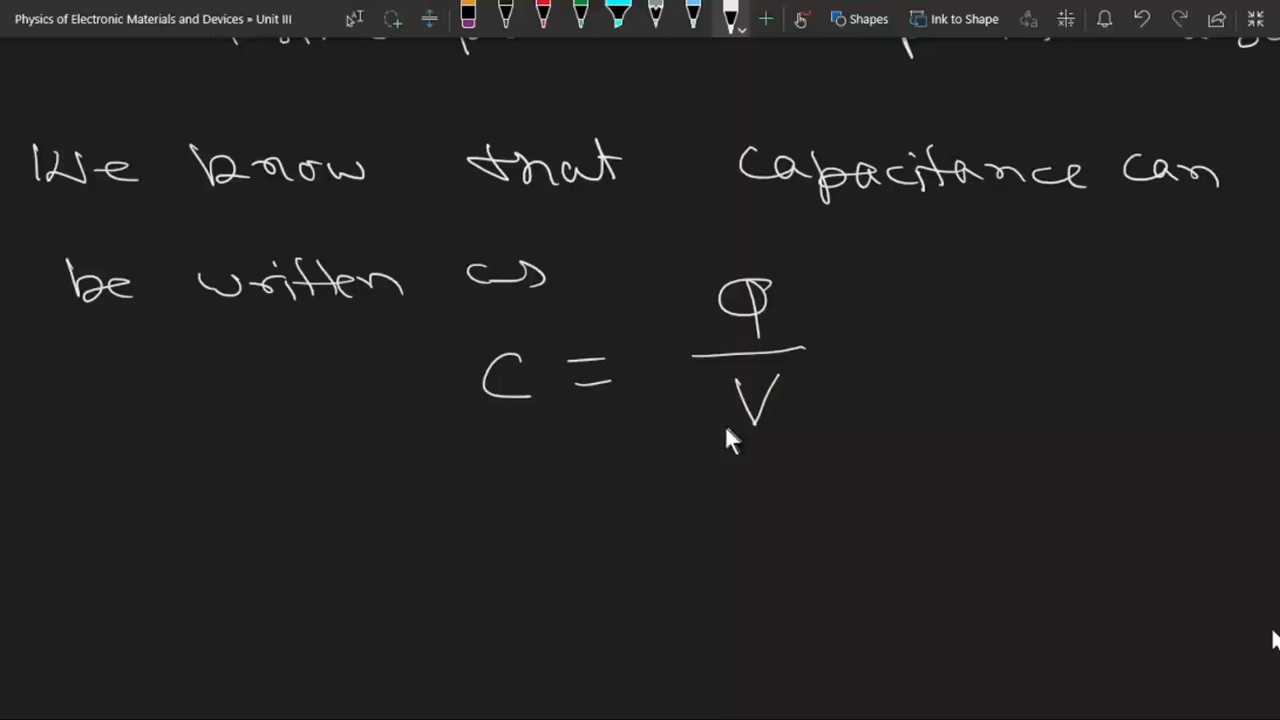 Physics of Electronic Materials and Devices » Unit III
Shapes
Ink to Shape
We know that capacitance can
be written as
C = Q / V